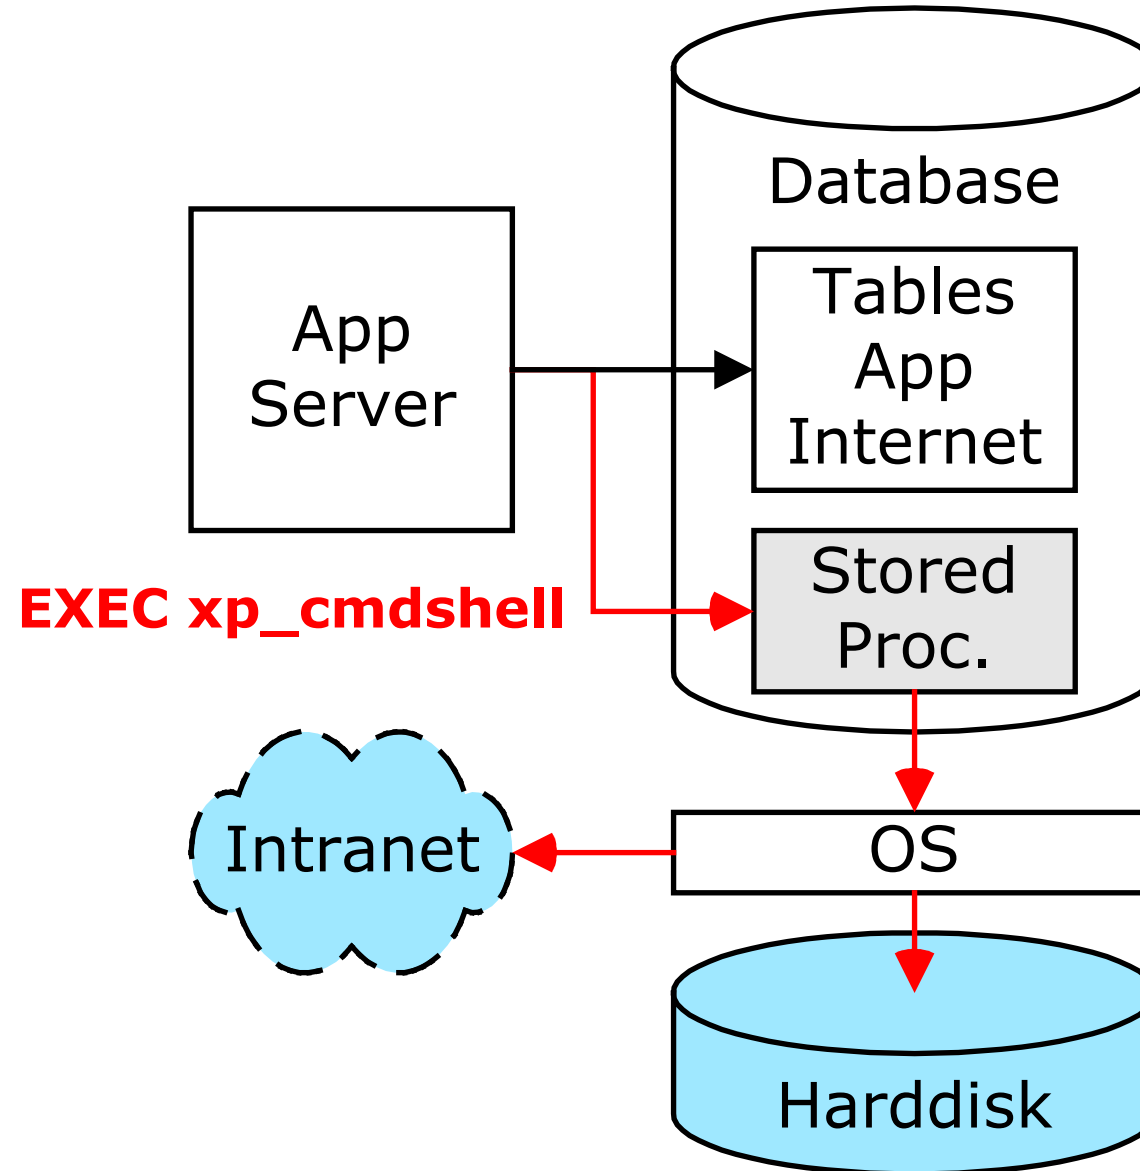 Database
App
Server
Tables
App
Internet
EXEC xp_cmdshell
Stored
Proc.
Intranet
OS
Harddisk